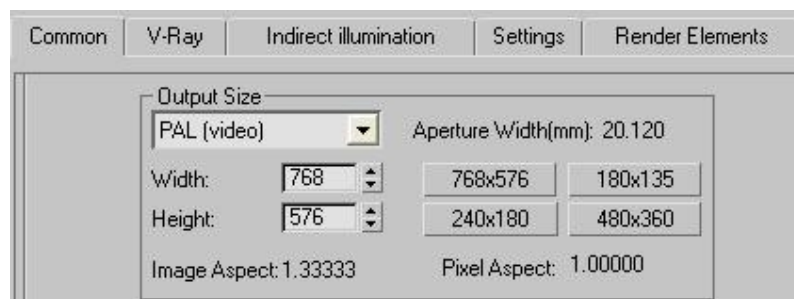 Common V-Ray Indirect illumination Settings Render Elements
Output Size
PAL (video) Aperture Width(mm): 20.120
Width: 768 768x576 180x135
Height: 576 240x180 480x360
Image Aspect: 1.33333 Pixel Aspect: 1.00000